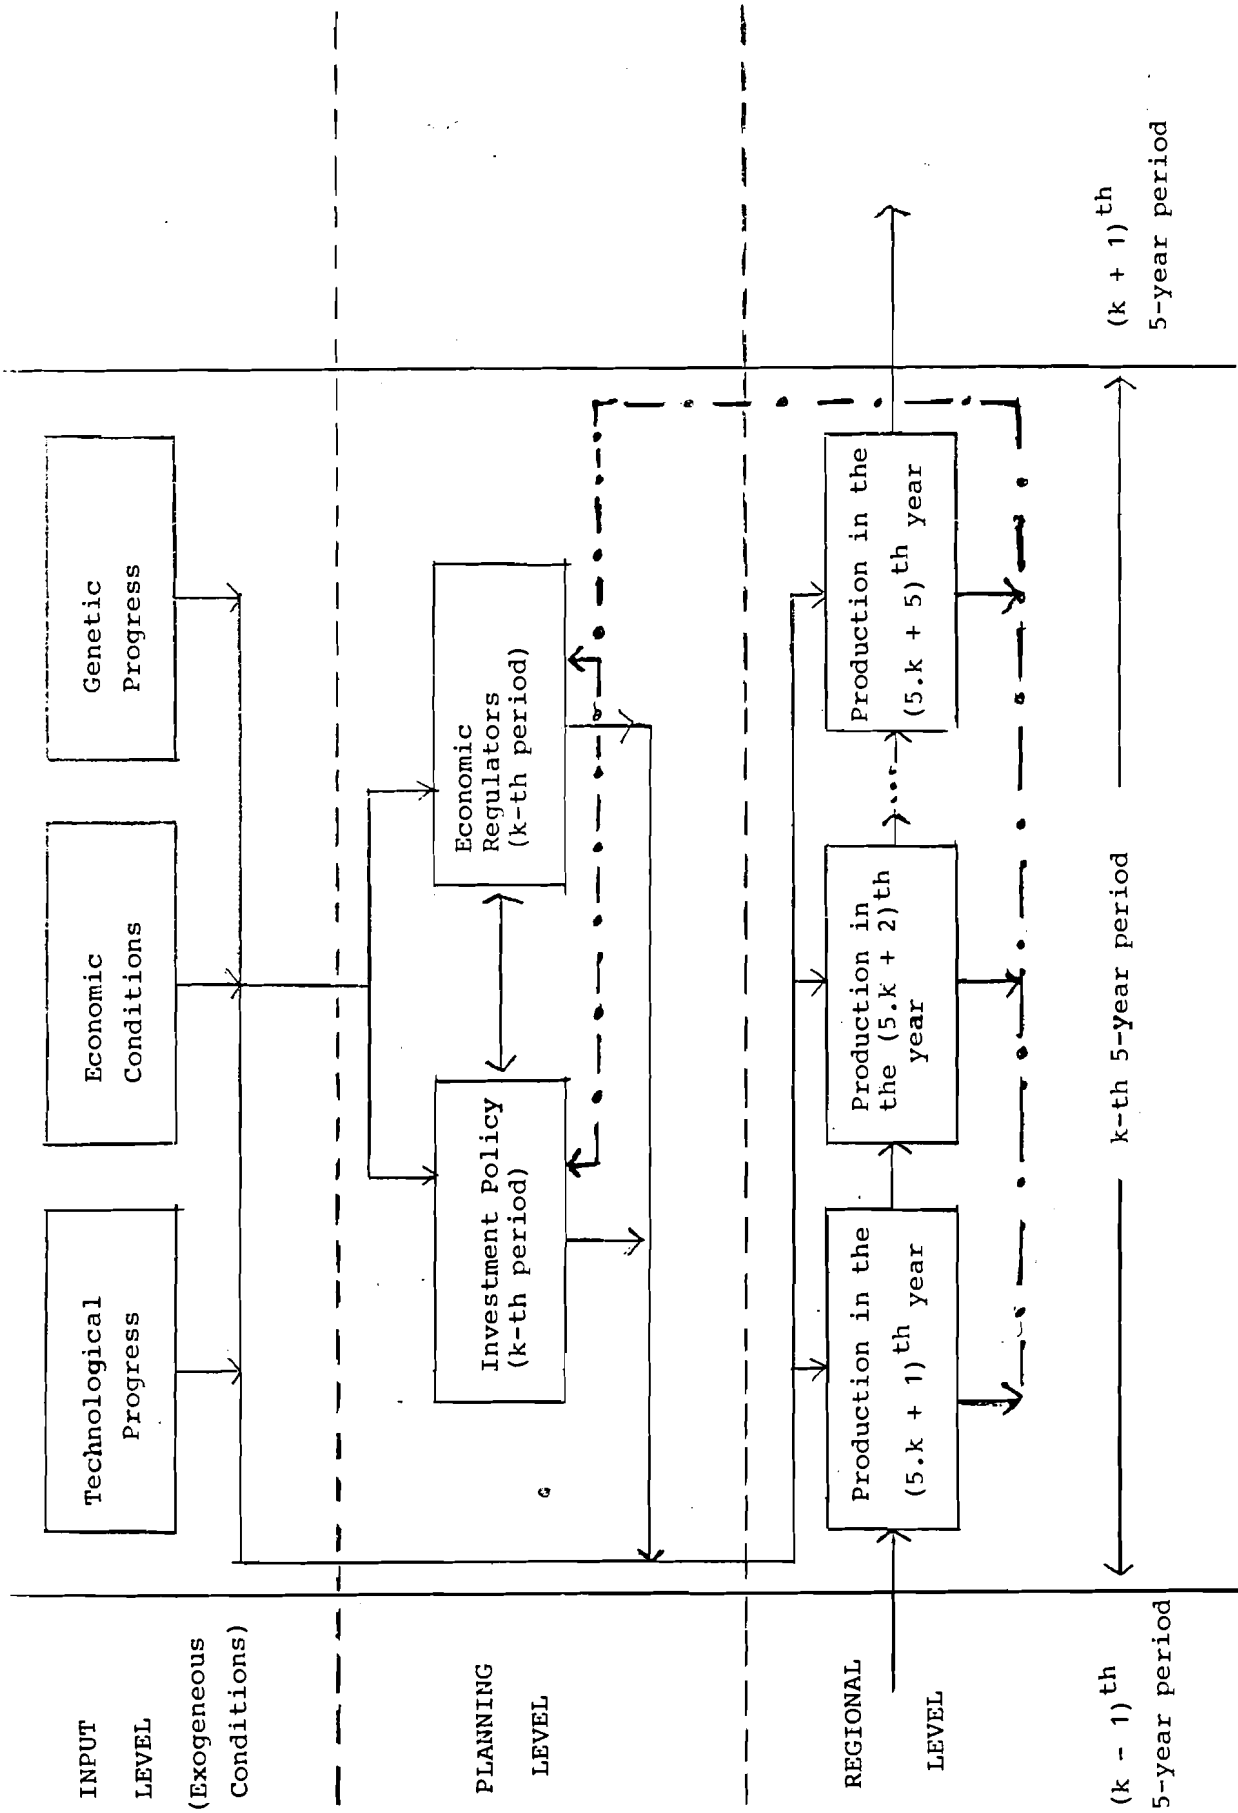 INPUT
LEVEL
(Exogeneous
Conditions)
Technological
Progress
Economic
Conditions
Genetic
Progress
PLANNING
LEVEL
Investment Policy
(k-th period)
Economic
Regulators
(k-th period)
REGIONAL
LEVEL
Production in the
(5.k + 1)th year
Production in
the (5.k + 2)th
year
Production in the
(5.k + 5)th year
(k - 1)th
5-year period
k-th 5-year period
(k + 1)th
5-year period